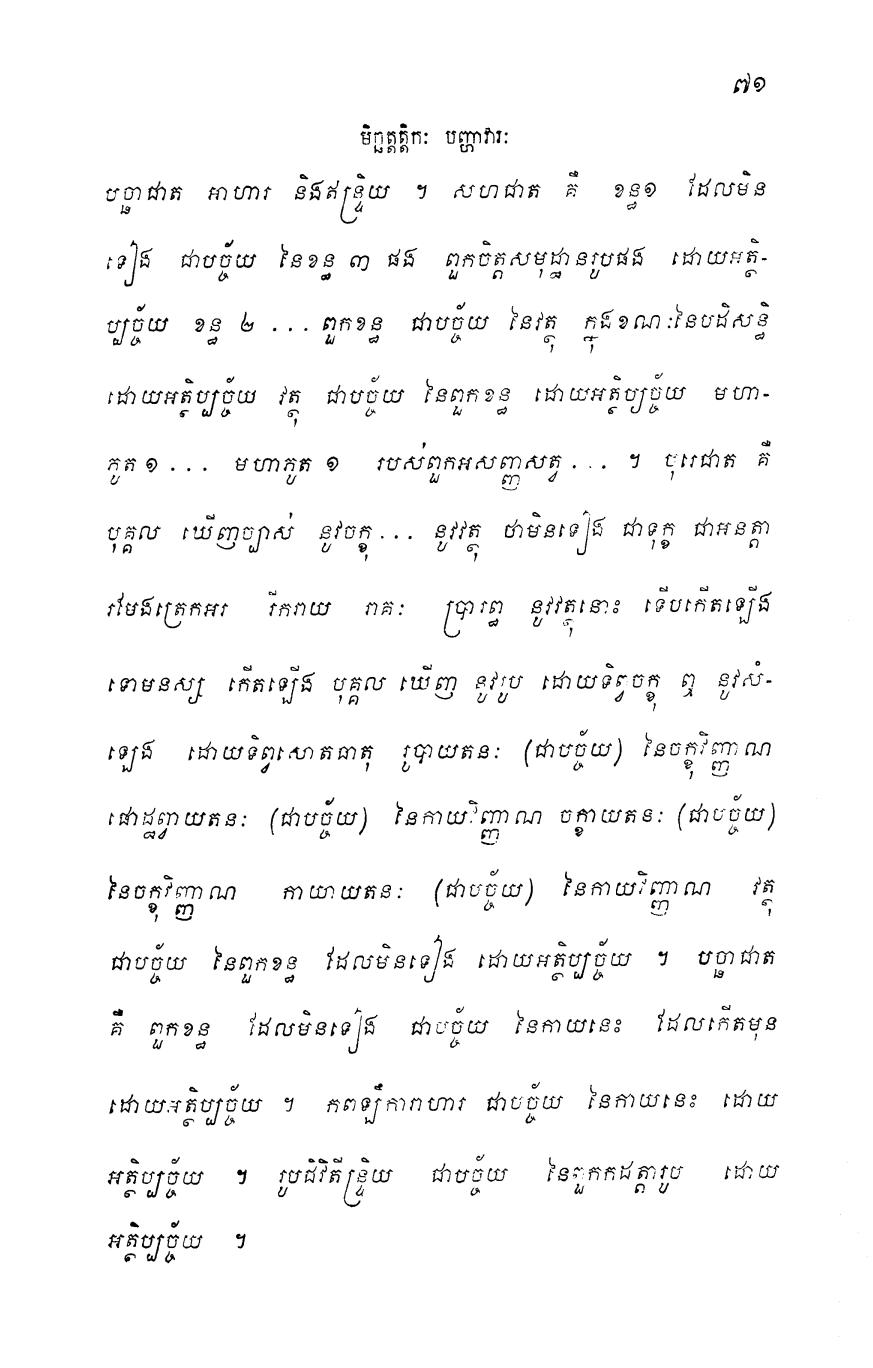 ៧១
មិច្ឆត្តត្តិកៈ បញ្ហាវារៈ
បច្ឆាជាត អាហារ និងឥន្ទ្រិយ ។ សហជាត គឺ ខន្ធ១ ដែលមិន
ទៀង ជាបច្ច័យ នៃខន្ធ ៣ ផង ពួកចិត្តសមុដ្ឋានរូបផង ដោយអត្ថិ-
ប្បច្ច័យ ខន្ធ ២ ... ពួកខន្ធ ជាបច្ច័យ នៃវត្ថុ ក្នុងខណៈនៃបដិសន្ធិ
ដោយអត្ថិប្បច្ច័យ វត្ថុ ជាបច្ច័យ នៃពួកខន្ធ ដោយអត្ថិប្បច្ច័យ មហា-
ភូត ១ ... មហាភូត ១ របស់ពួកអសញ្ញសត្វ ... ។ បុរេជាត គឺ
បុគ្គល ឃើញច្បាស់ នូវចក្ខុ ... នូវវត្ថុ ថាមិនទៀង ជាទុក្ខ ជាអនត្តា
រមែងត្រេកអរ រីករាយ រាគៈ ប្រារព្ធ នូវវត្ថុនោះ ទើបកើតឡើង
ទោមនស្ស កើតឡើង បុគ្គល ឃើញ នូវរូប ដោយទិព្វចក្ខុ ឮ នូវសំ-
ឡេង ដោយទិព្វសោតធាតុ រូបាយតនៈ (ជាបច្ច័យ) នៃចក្ខុវិញ្ញាណ
ផោដ្ឋព្វាយតនៈ (ជាបច្ច័យ) នៃកាយវិញ្ញាណ ចក្ខាយតនៈ (ជាបច្ច័យ)
នៃចក្ខុវិញ្ញាណ កាយាយតនៈ (ជាបច្ច័យ) នៃកាយវិញ្ញាណ វត្ថុ
ជាបច្ច័យ នៃពួកខន្ធ ដែលមិនទៀង ដោយអត្ថិប្បច្ច័យ ។ បច្ឆាជាត
គឺ ពួកខន្ធ ដែលមិនទៀង ជាបច្ច័យ នៃកាយនេះ ដែលកើតមុន
ដោយអត្ថិប្បច្ច័យ ។ កពឡីការាហារ ជាបច្ច័យ នៃកាយនេះ ដោយ
អត្ថិប្បច្ច័យ ។ រូបជីវិតីន្ទ្រិយ ជាបច្ច័យ នៃពួកកដត្តារូប ដោយ
អត្ថិប្បច្ច័យ ។